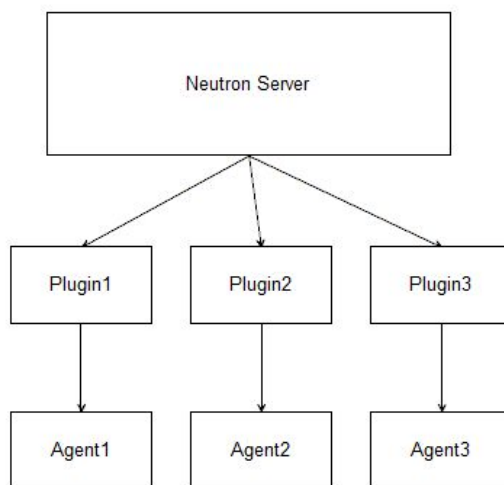 Neutron Server
Plugin1
Plugin2
Plugin3
Agent1
Agent2
Agent3